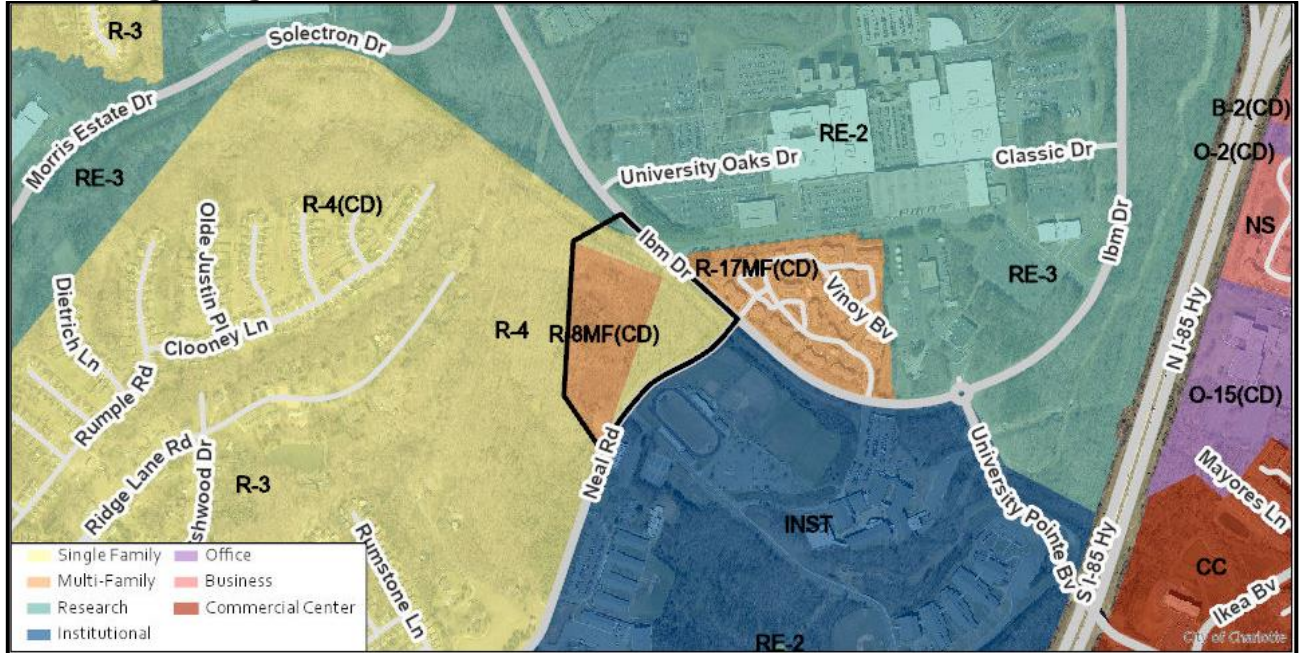 R-3
Solectron Dr
Morris Estate Dr
RE-3
B-2(CD)
O-2(CD)
RE-2
University Oaks Dr
Classic Dr
R-4(CD)
Olde Justin Pl
Ibm Dr
Ibm Dr
NS
R-17MF(CD)
RE-3
Vinoy Bv
Dietrich Ln
Clooney Ln
R-4
R-8MF(CD)
N I-85 Hy
O-15(CD)
Rumple Rd
Ridge Lane Rd
shwood Dr
R-3
Neal Rd
University Pointe Bv
Mayores Ln
INST
Rumstone Ln
S I-85 Hy
CC
Ikea Bv
RE-2
Single Family
Office
Multi-Family
Business
Research
Commercial Center
Institutional
City of Charlotte